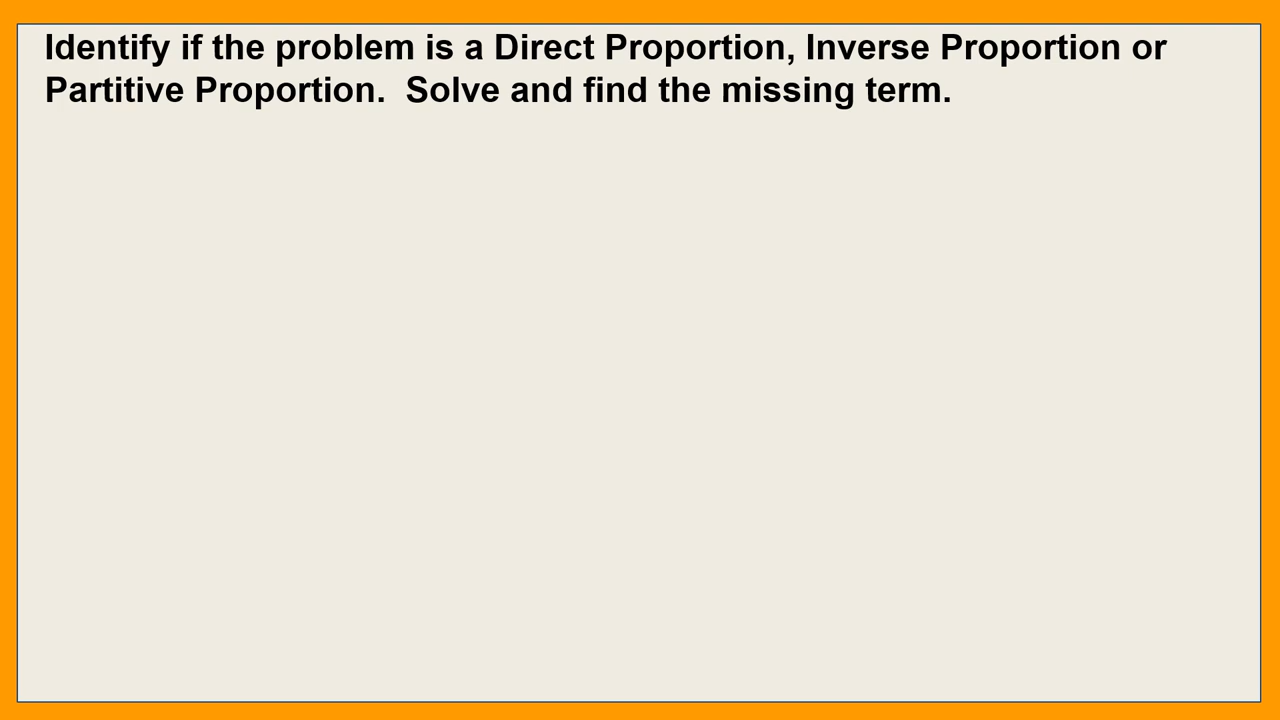 Identify if the problem is a Direct Proportion, Inverse Proportion or
Partitive Proportion.  Solve and find the missing term.